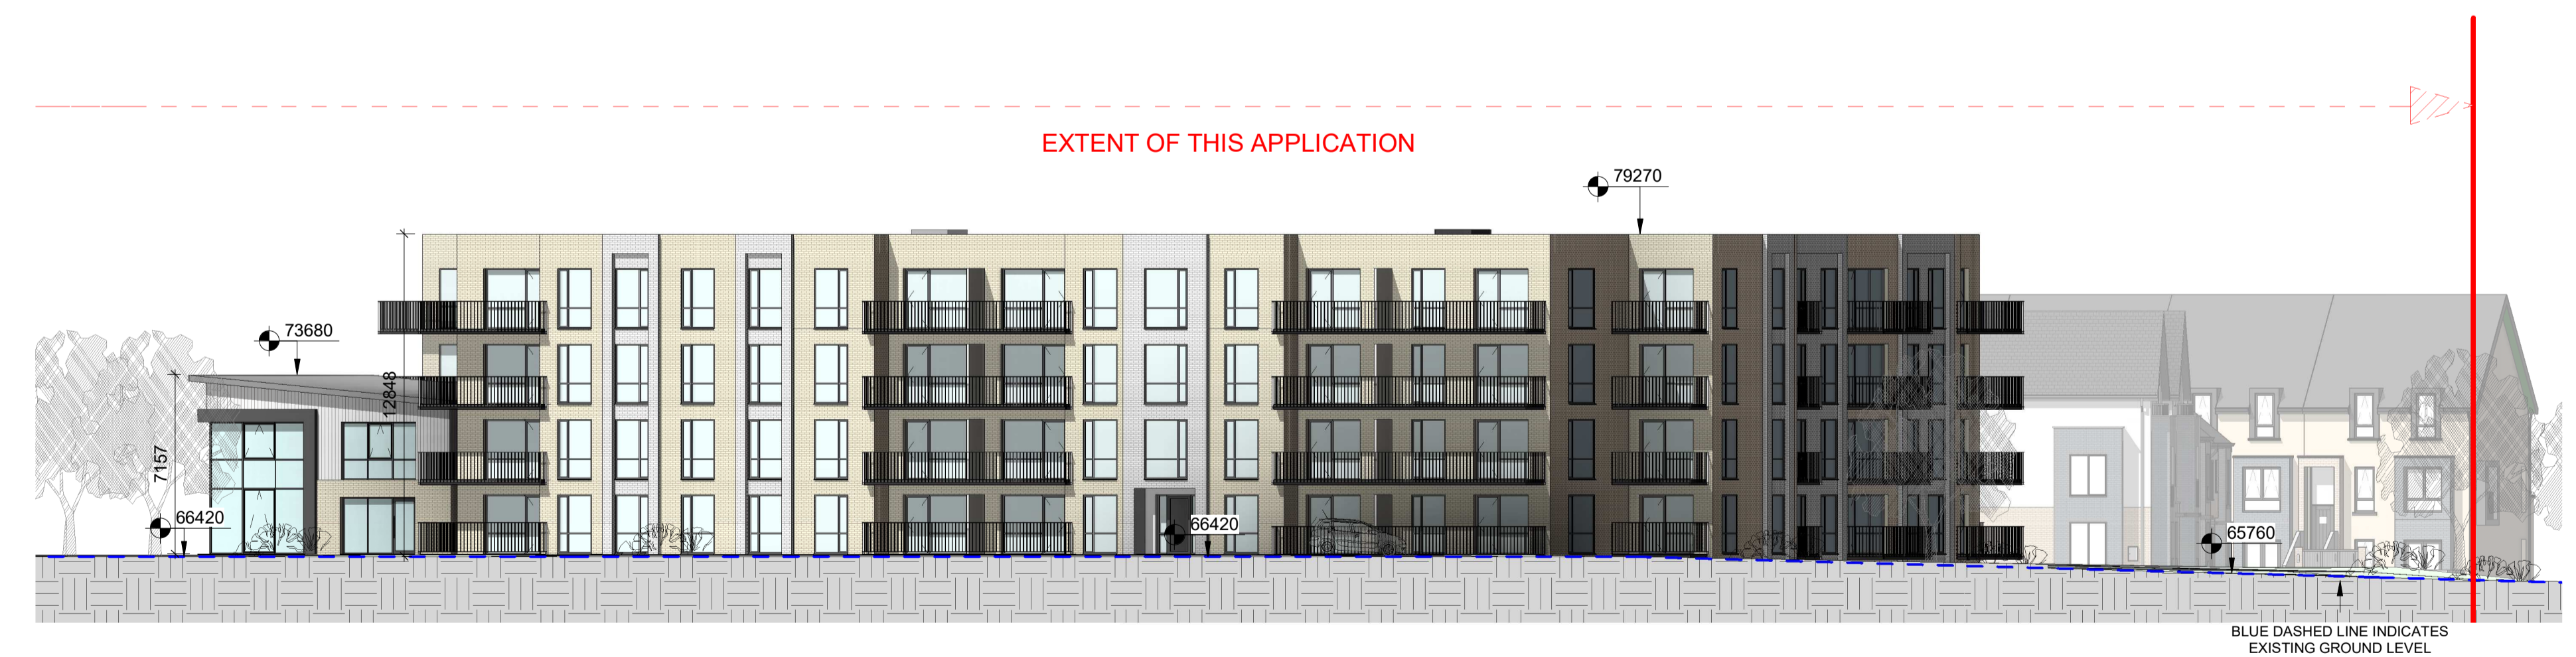 EXTENT OF THIS APPLICATION
79270
73680
12848
7157
66420
66420
65760
BLUE DASHED LINE INDICATES
EXISTING GROUND LEVEL